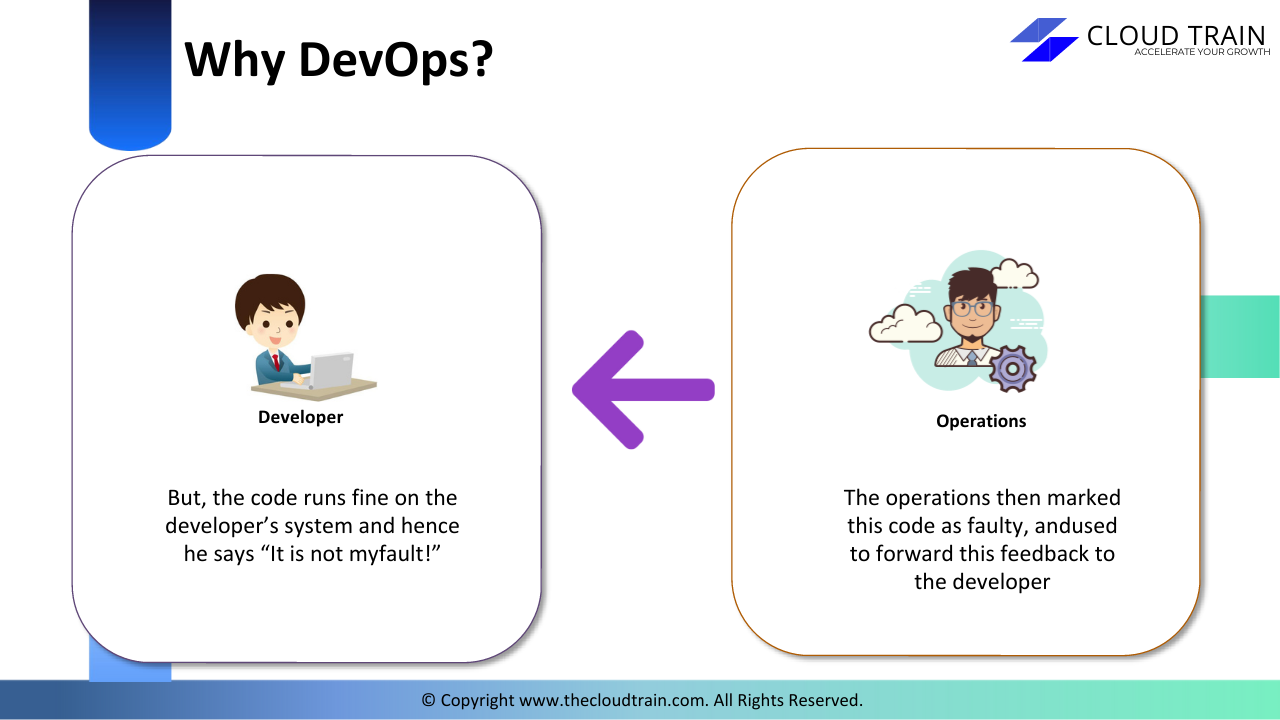 Why DevOps?
CLOUD TRAIN
ACCELERATE YOUR GROWTH
Developer
But, the code runs fine on the
developer’s system and hence
he says “It is not myfault!”
Operations
The operations then marked
this code as faulty, andused
to forward this feedback to
the developer
© Copyright www.thecloudtrain.com. All Rights Reserved.